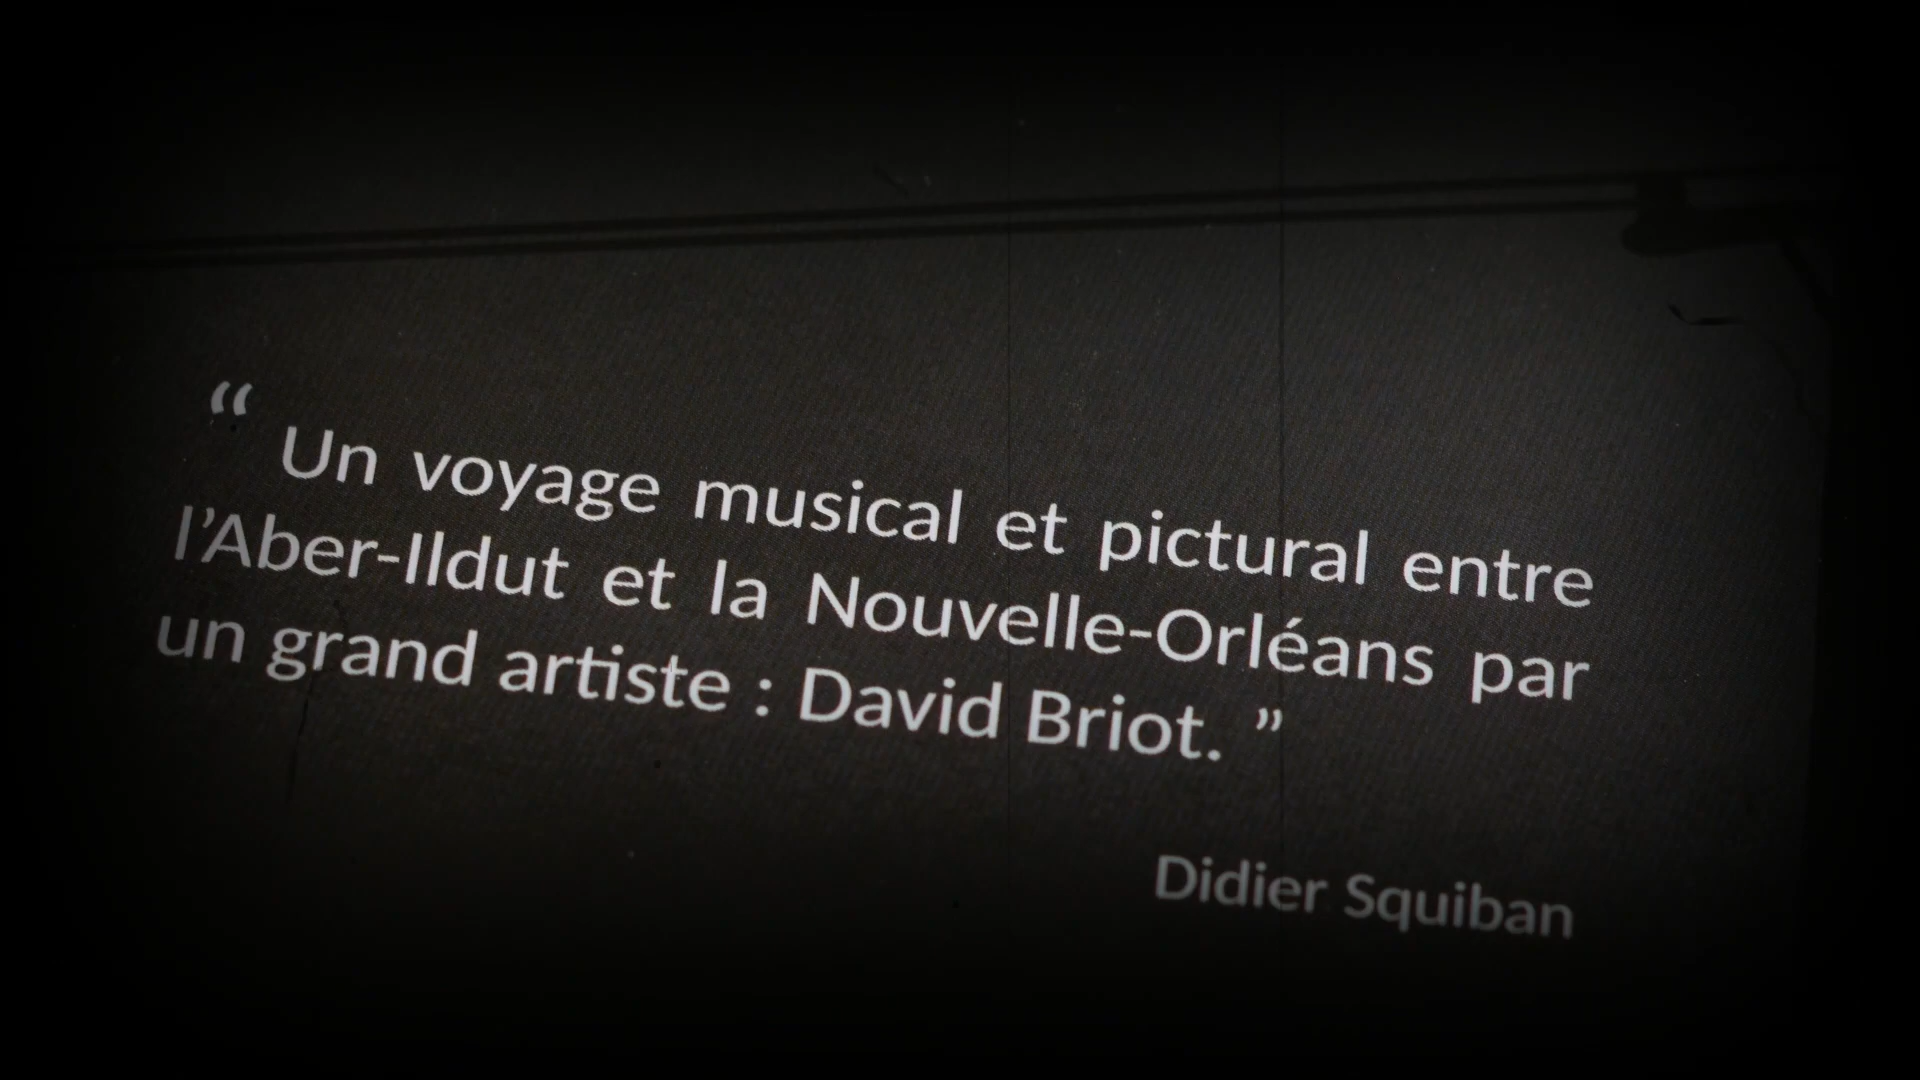 “ Un voyage musical et pictural entre
l’Aber-Ildut et la Nouvelle-Orléans par
un grand artiste : David Briot. ”
Didier Squiban